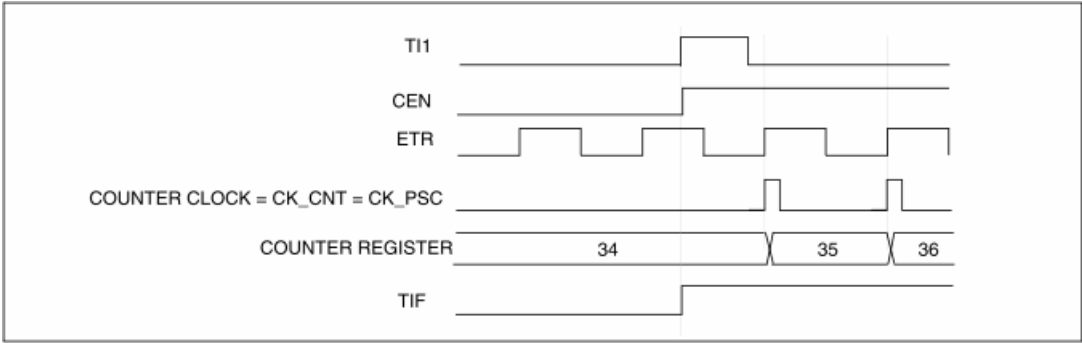 TI1
CEN
ETR
COUNTER CLOCK = CK_CNT = CK_PSC
COUNTER REGISTER 34 35 36
TIF